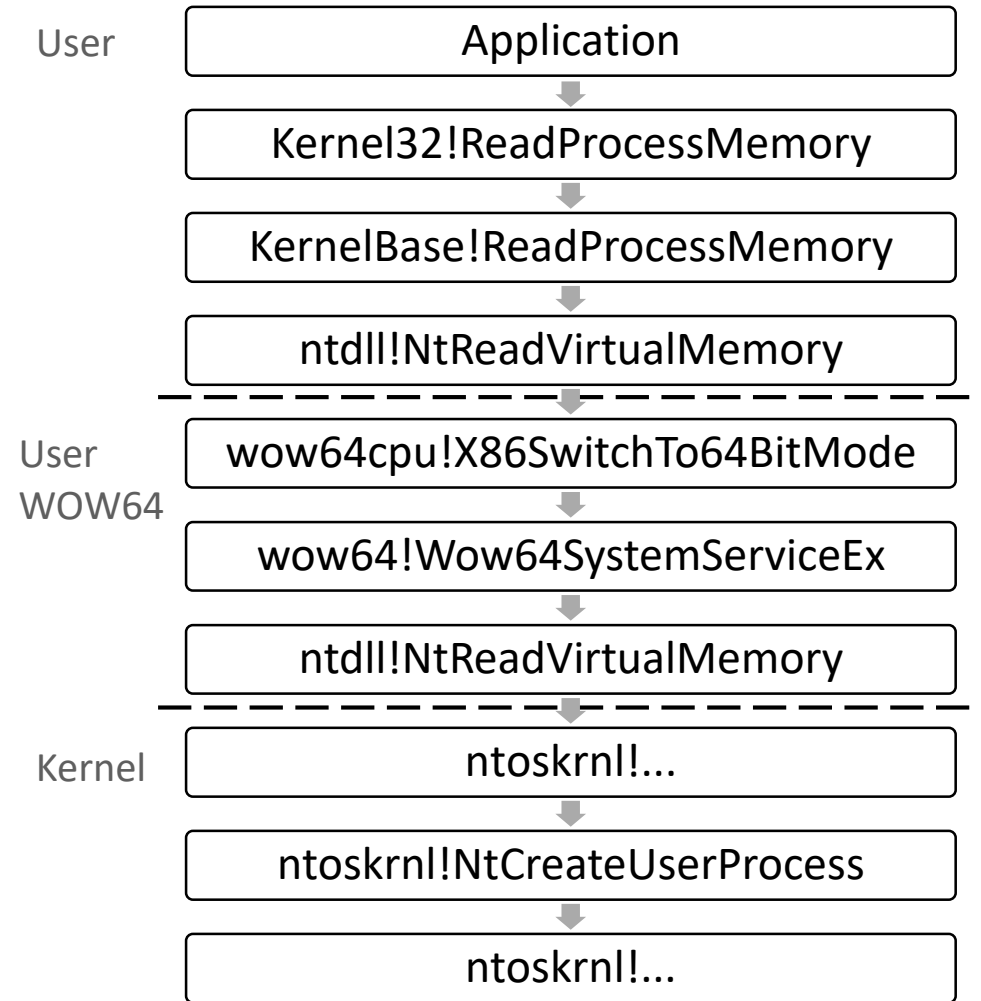 User
Application
Kernel32!ReadProcessMemory
KernelBase!ReadProcessMemory
ntdll!NtReadVirtualMemory
User
WOW64
wow64cpu!X86SwitchTo64BitMode
wow64!Wow64SystemServiceEx
ntdll!NtReadVirtualMemory
Kernel
ntoskrnl!...
ntoskrnl!NtCreateUserProcess
ntoskrnl!...